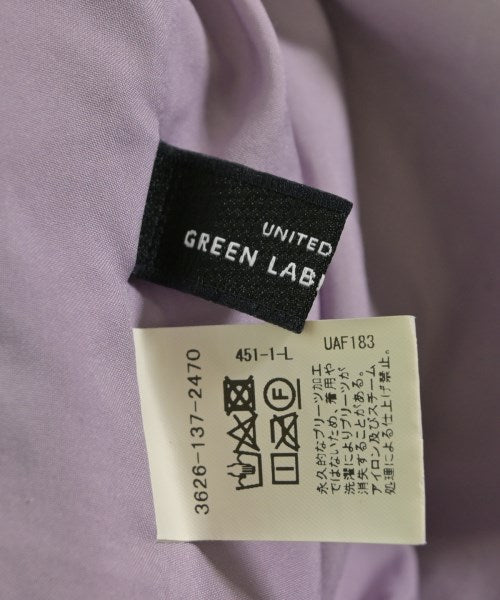 UNITED
GREEN LAB
UAF183
451-1-L
3626-137-2470
永久的なプリーツ加工
ではないため、着用や
洗濯によりプリーツが
消失することがある。
アイロン及びスチーム
処理による仕上げ禁止。
F